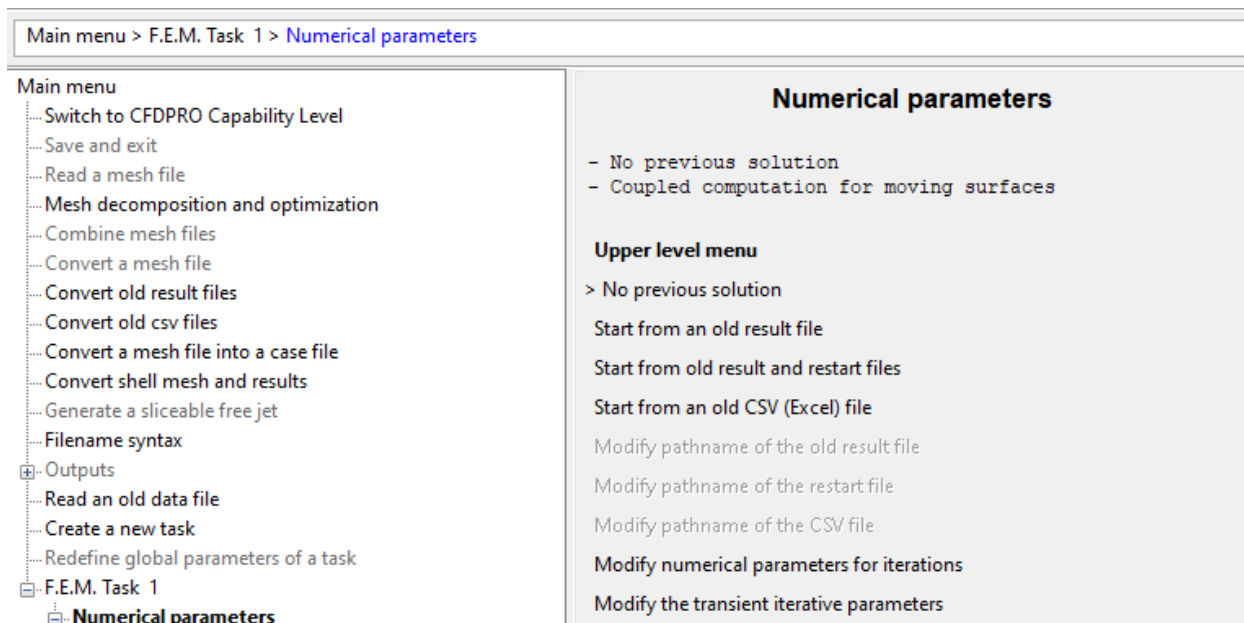 Main menu > F.E.M. Task 1 > Numerical parameters
Main menu
Switch to CFDPRO Capability Level
Save and exit
Read a mesh file
Mesh decomposition and optimization
Combine mesh files
Convert a mesh file
Convert old result files
Convert old csv files
Convert a mesh file into a case file
Convert shell mesh and results
Generate a sliceable free jet
Filename syntax
Outputs
Read an old data file
Create a new task
Redefine global parameters of a task
F.E.M. Task 1
Numerical parameters
Numerical parameters
- No previous solution
- Coupled computation for moving surfaces
Upper level menu
> No previous solution
Start from an old result file
Start from old result and restart files
Start from an old CSV (Excel) file
Modify pathname of the old result file
Modify pathname of the restart file
Modify pathname of the CSV file
Modify numerical parameters for iterations
Modify the transient iterative parameters